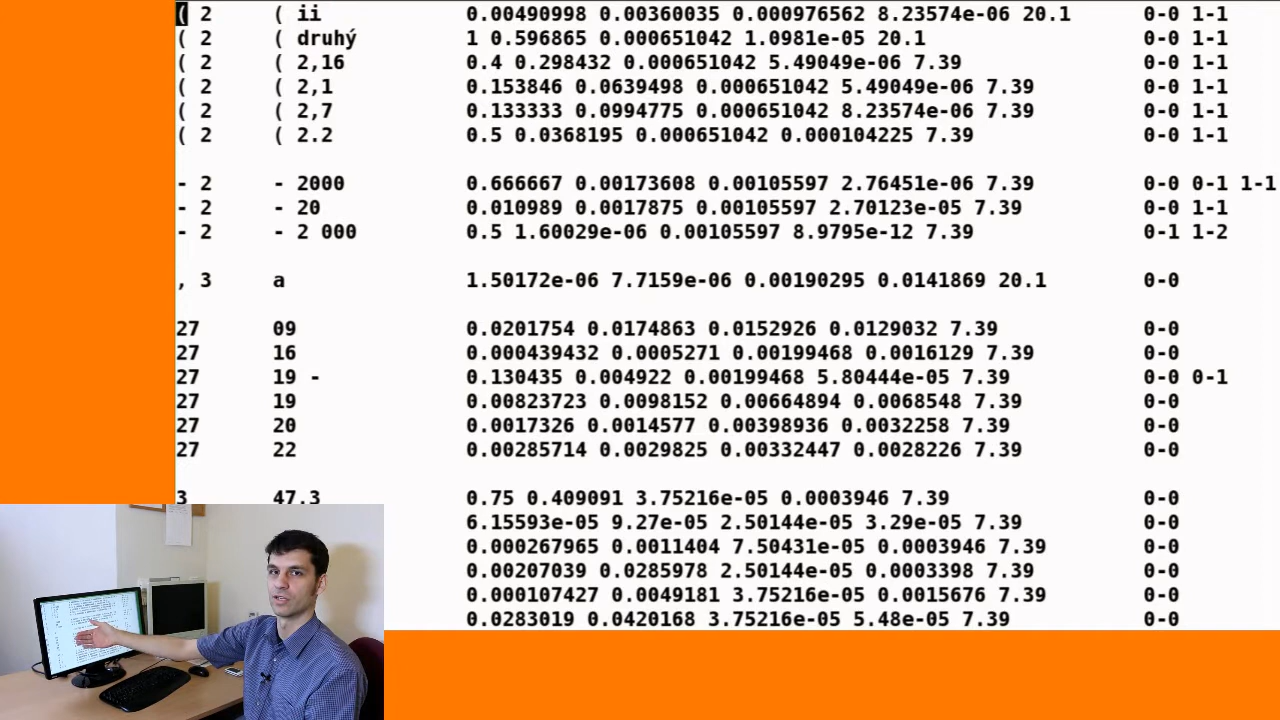 ( 2 ( ii 0.00490998 0.00360035 0.000976562 8.23574e-06 20.1 0-0 1-1
( 2 ( druhý 1 0.596865 0.000651042 1.0981e-05 20.1 0-0 1-1
( 2 ( 2,16 0.4 0.298432 0.000651042 5.49049e-06 7.39 0-0 1-1
( 2 ( 2,1 0.153846 0.0639498 0.000651042 5.49049e-06 7.39 0-0 1-1
( 2 ( 2,7 0.133333 0.0994775 0.000651042 8.23574e-06 7.39 0-0 1-1
( 2 ( 2.2 0.5 0.0368195 0.000651042 0.000104225 7.39 0-0 1-1
- 2 - 2000 0.666667 0.00173608 0.00105597 2.76451e-06 7.39 0-0 0-1 1-1
- 2 - 20 0.010989 0.0017875 0.00105597 2.70123e-05 7.39 0-0 1-1
- 2 - 2 000 0.5 1.60029e-06 0.00105597 8.9795e-12 7.39 0-1 1-2
, 3 a 1.50172e-06 7.7159e-06 0.00190295 0.0141869 20.1 0-0
27 09 0.0201754 0.0174863 0.0152926 0.0129032 7.39 0-0
27 16 0.000439432 0.0005271 0.00199468 0.0016129 7.39 0-0
27 19 - 0.130435 0.004922 0.00199468 5.80444e-05 7.39 0-0 0-1
27 19 0.00823723 0.0098152 0.00664894 0.0068548 7.39 0-0
27 20 0.0017326 0.0014577 0.00398936 0.0032258 7.39 0-0
27 22 0.00285714 0.0029825 0.00332447 0.0028226 7.39 0-0
3 47.3 0.75 0.409091 3.75216e-05 0.0003946 7.39 0-0
6.15593e-05 9.27e-05 2.50144e-05 3.29e-05 7.39 0-0
0.000267965 0.0011404 7.50431e-05 0.0003946 7.39 0-0
0.00207039 0.0285978 2.50144e-05 0.0003398 7.39 0-0
0.000107427 0.0049181 3.75216e-05 0.0015676 7.39 0-0
0.0283019 0.0420168 3.75216e-05 5.48e-05 7.39 0-0